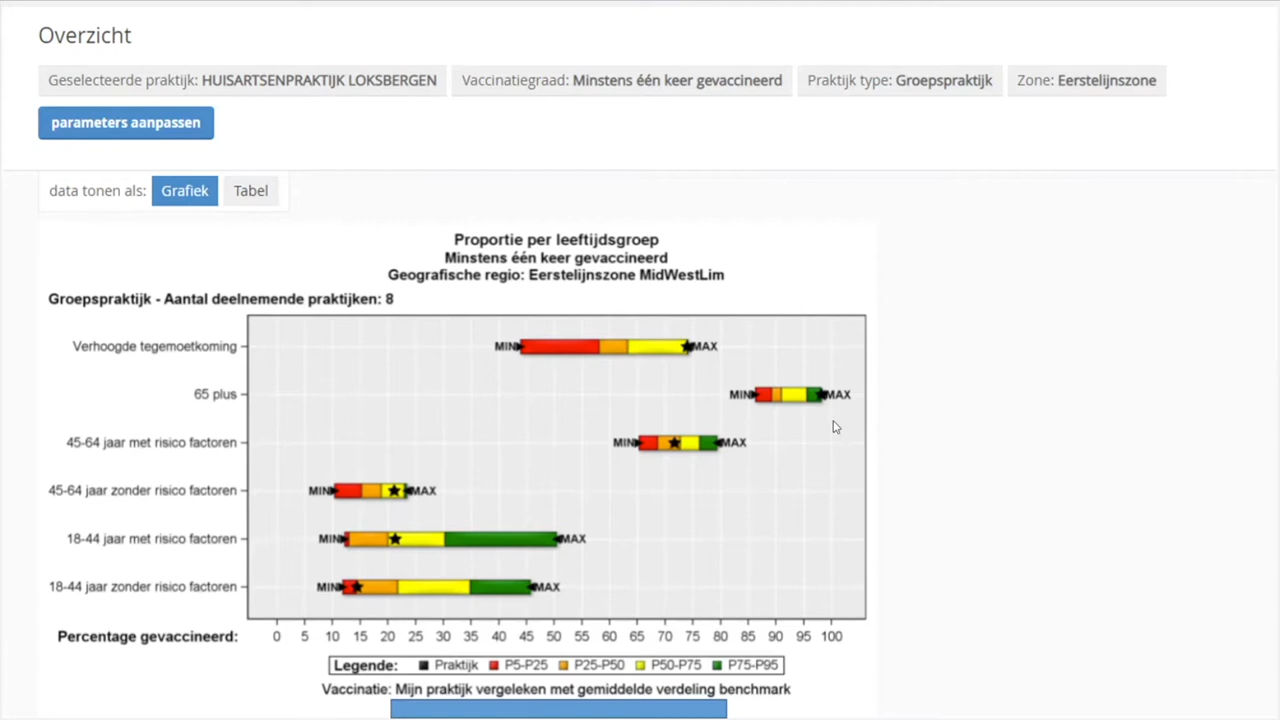 Overzicht
Geselecteerde praktijk: HUISARTSENPRAKTIJK LOKSBERGEN Vaccinatiegraad: Minstens één keer gevaccineerd Praktijk type: Groepspraktijk Zone: Eerstelijnszone
parameters aanpassen
data tonen als: Grafiek Tabel
Proportie per leeftijdsgroep
Minstens één keer gevaccineerd
Geografische regio: Eerstelijnszone MidWestLim
Groepspraktijk - Aantal deelnemende praktijken: 8
Verhoogde tegemoetkoming MIN MAX
65 plus MIN MAX
45-64 jaar met risico factoren MIN MAX
45-64 jaar zonder risico factoren MIN MAX
18-44 jaar met risico factoren MIN MAX
18-44 jaar zonder risico factoren MIN MAX
Percentage gevaccineerd: 0 5 10 15 20 25 30 35 40 45 50 55 60 65 70 75 80 85 90 95 100
Legende: Praktijk P5-P25 P25-P50 P50-P75 P75-P95
Vaccinatie: Mijn praktijk vergeleken met gemiddelde verdeling benchmark